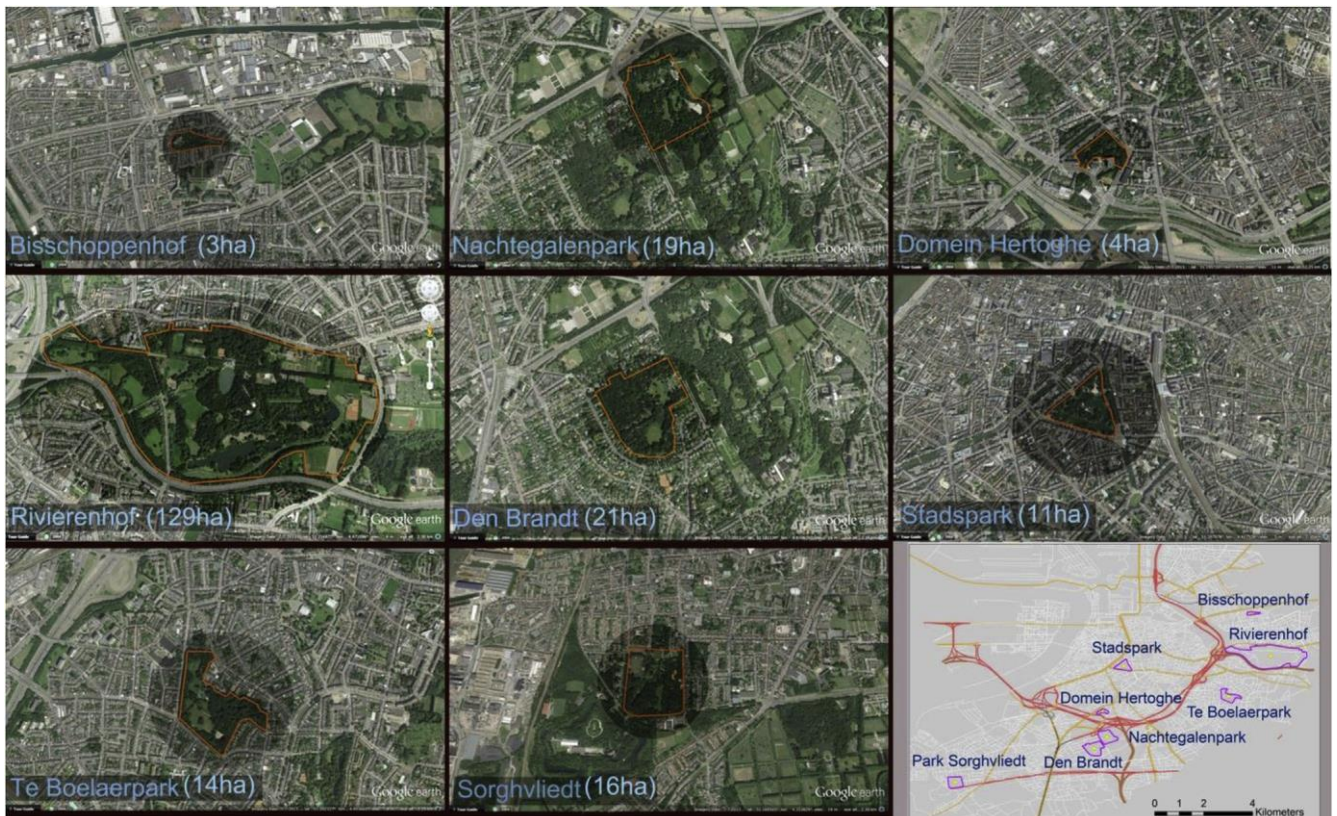 Bisschoppenhof (3ha)
Google earth
Nachtegalenpark (19ha)
Google earth
Domein Hertoghe (4ha)
Google earth
Rivierenhof (129ha)
Google earth
Den Brandt (21ha)
Google earth
Stadspark (11ha)
Google earth
Te Boelaerpark (14ha)
Google earth
Sorghvliedt (16ha)
Google earth
Bisschoppenhof
Rivierenhof
Stadspark
Domein Hertoghe
Te Boelaerpark
Nachtegalenpark
Park Sorghvliedt
Den Brandt
0 1 2 4
Kilometers